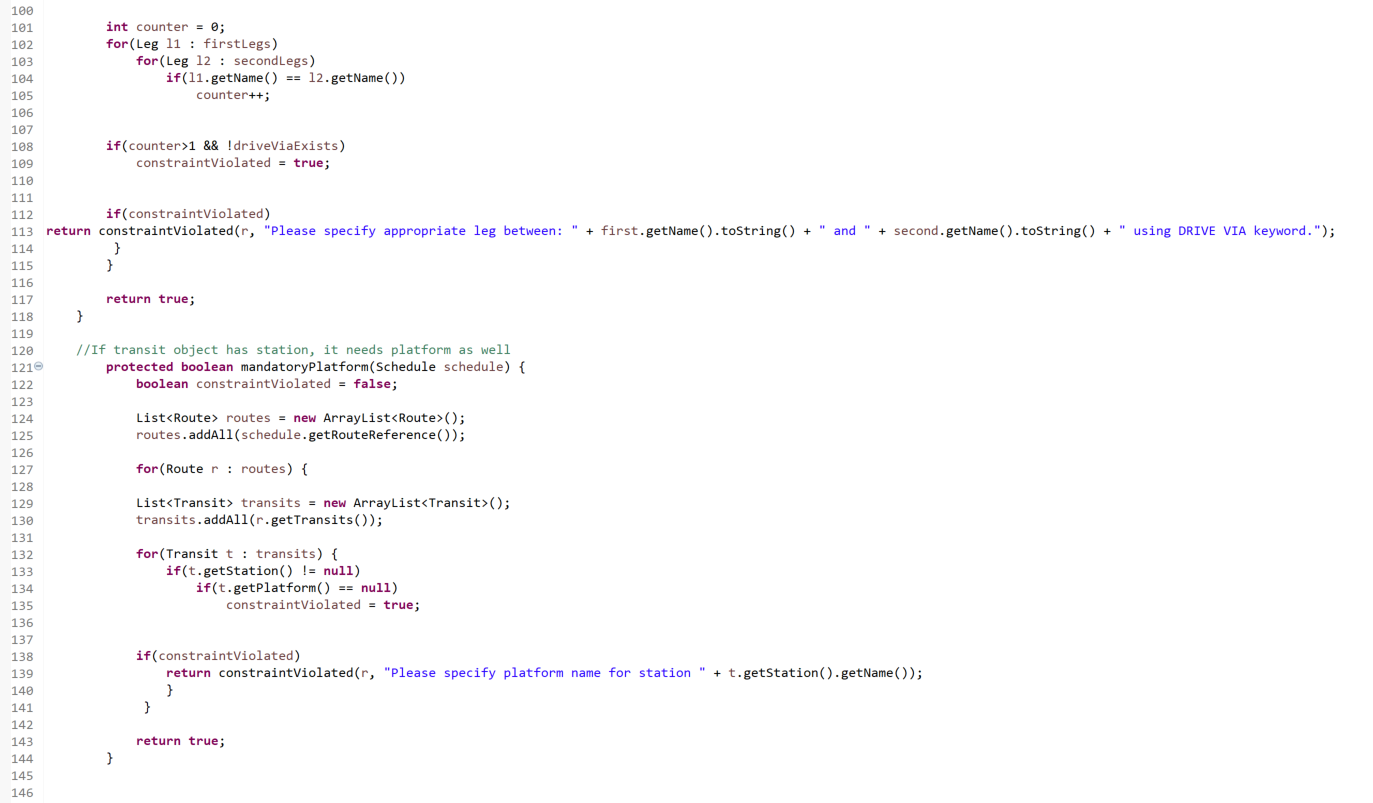 100
101 int counter = 0;
102 for(Leg l1 : firstLegs)
103 for(Leg l2 : secondLegs)
104 if(l1.getName() == l2.getName())
105 counter++;
106
107
108 if(counter>1 && !driveViaExists)
109 constraintViolated = true;
110
111
112 if(constraintViolated)
113 return constraintViolated(r, "Please specify appropriate leg between: " + first.getName().toString() + " and " + second.getName().toString() + " using DRIVE VIA keyword.");
114 }
115 }
116
117 return true;
118 }
119
120 //If transit object has station, it needs platform as well
121 protected boolean mandatoryPlatform(Schedule schedule) {
122 boolean constraintViolated = false;
123
124 List<Route> routes = new ArrayList<Route>();
125 routes.addAll(schedule.getRouteReference());
126
127 for(Route r : routes) {
128
129 List<Transit> transits = new ArrayList<Transit>();
130 transits.addAll(r.getTransits());
131
132 for(Transit t : transits) {
133 if(t.getStation() != null)
134 if(t.getPlatform() == null)
135 constraintViolated = true;
136
137
138 if(constraintViolated)
139 return constraintViolated(r, "Please specify platform name for station " + t.getStation().getName());
140 }
141 }
142
143 return true;
144 }
145
146